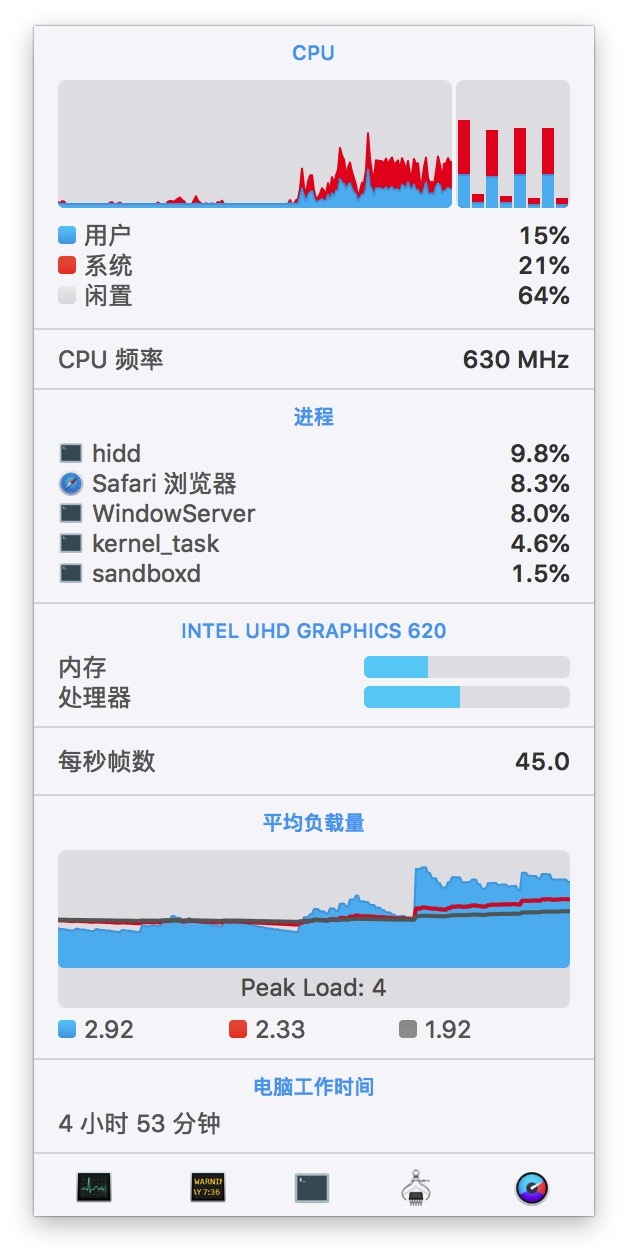 CPU
用户 15%
系统 21%
闲置 64%
CPU 频率 630 MHz
进程
hidd 9.8%
Safari 浏览器 8.3%
WindowServer 8.0%
kernel_task 4.6%
sandboxd 1.5%
INTEL UHD GRAPHICS 620
内存
处理器
每秒帧数 45.0
平均负载量
Peak Load: 4
2.92 2.33 1.92
电脑工作时间
4 小时 53 分钟
WARNIN
AY 7:36